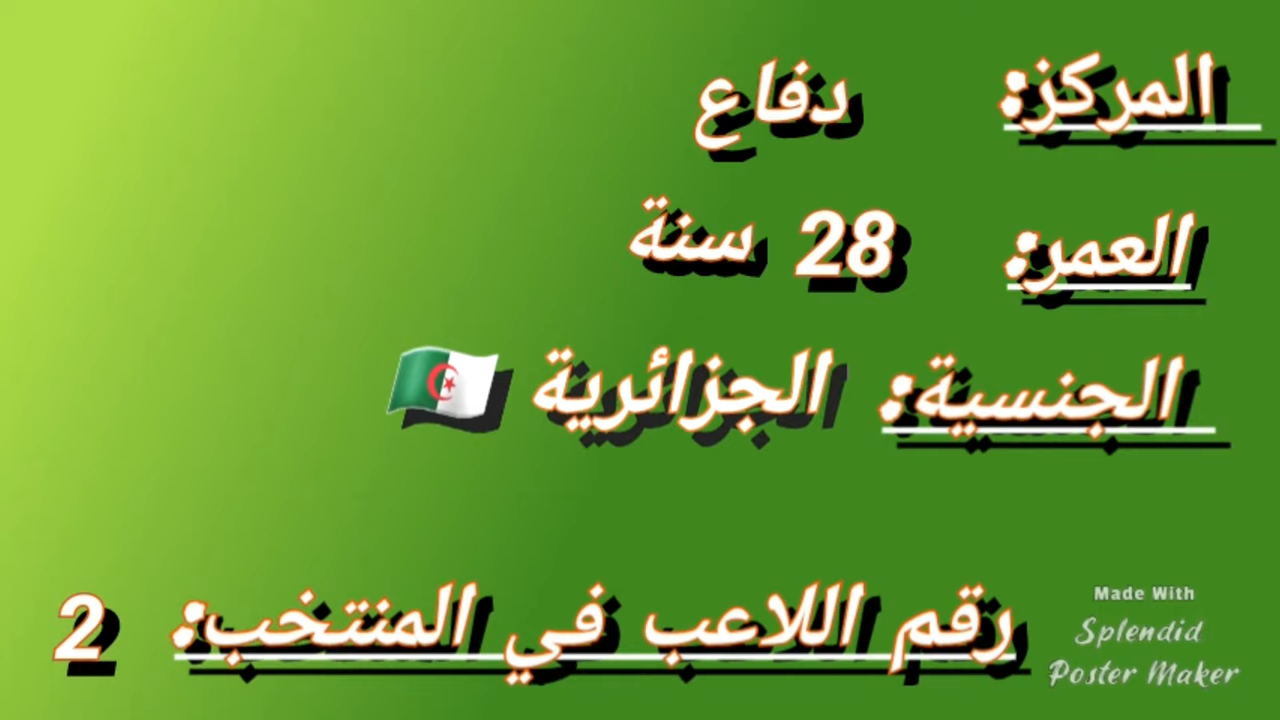 المركز: دفاع
العمر: 28 سنة
الجنسية: الجزائرية 🇩🇿
رقم اللاعب في المنتخب: 2
Made With
Splendid
Poster Maker